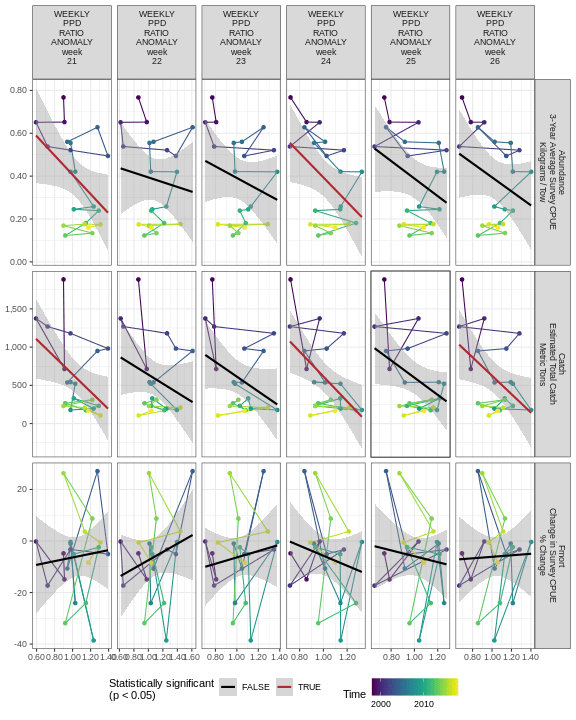 WEEKLY
PPD
RATIO
ANOMALY
week
21
WEEKLY
PPD
RATIO
ANOMALY
week
22
WEEKLY
PPD
RATIO
ANOMALY
week
23
WEEKLY
PPD
RATIO
ANOMALY
week
24
WEEKLY
PPD
RATIO
ANOMALY
week
25
WEEKLY
PPD
RATIO
ANOMALY
week
26
0.80
0.60
0.40
0.20
0.00
Abundance
3-Year Average Survey CPUE
Kilograms / Tow
1,500
1,000
500
0
Catch
Estimated Total Catch
Metric Tons
20
0
-20
-40
Fmort
Change in Survey CPUE
% Change
0.60 0.80 1.00 1.20 1.40
0.60 0.80 1.00 1.20 1.40 1.60
0.80 1.00 1.20 1.40
0.80 1.00 1.20
0.80 1.00 1.20
0.80 1.00 1.20 1.40
Statistically significant
(p < 0.05)
FALSE
TRUE
Time
2000
2010